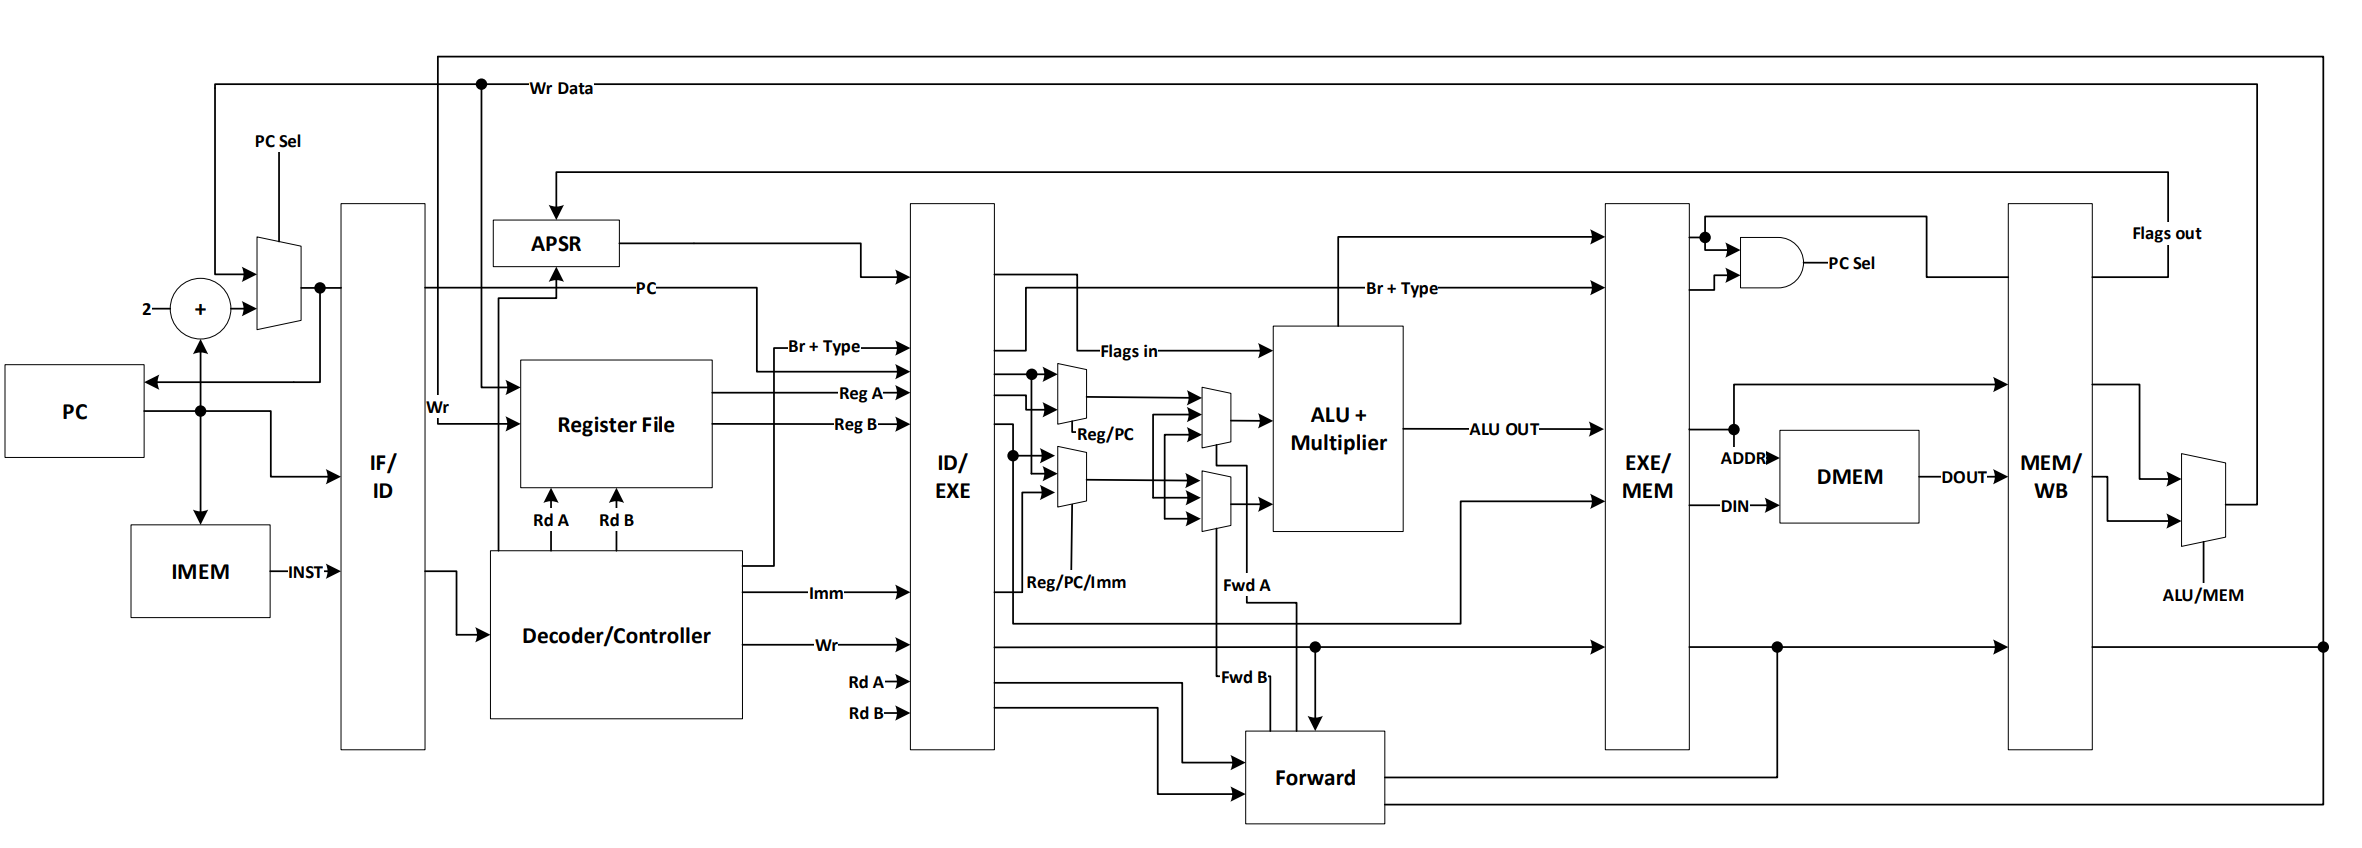 Wr Data
PC Sel
APSR
Flags out
PC Sel
2
+
PC
Br + Type
Br + Type
Flags in
Reg A
Wr
PC
Register File
Reg B
Reg/PC
ALU +
Multiplier
ALU OUT
IF/
ID
ID/
EXE
EXE/
MEM
ADDR
DMEM
DOUT
MEM/
WB
DIN
Rd A
Rd B
IMEM
INST
Reg/PC/Imm
Fwd A
Imm
ALU/MEM
Decoder/Controller
Wr
Rd A
Fwd B
Rd B
Forward